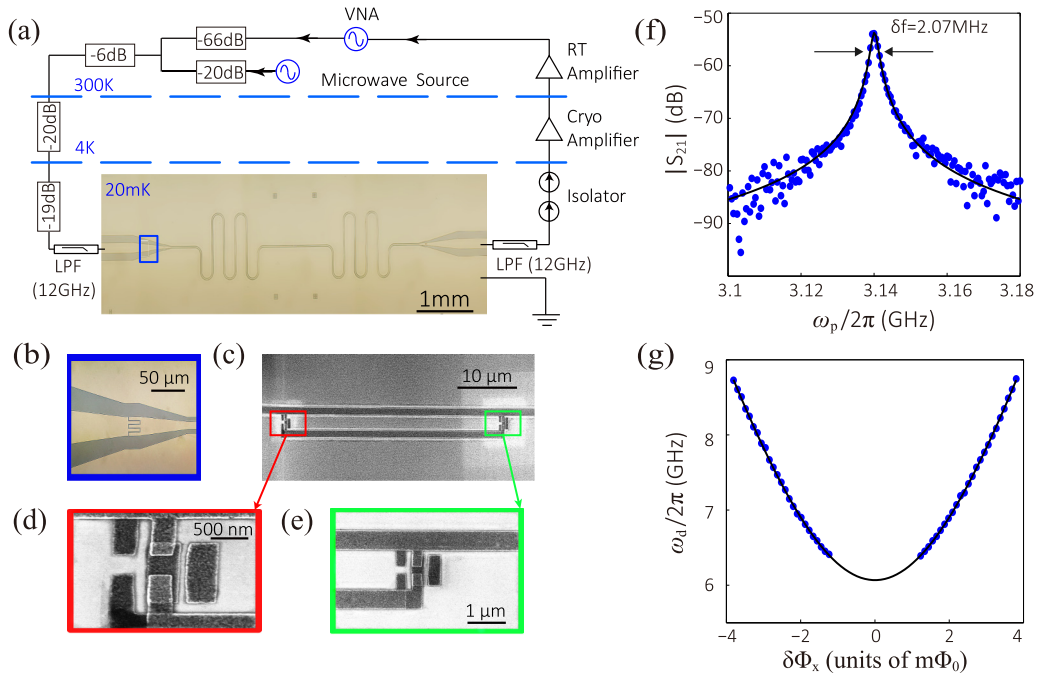 (a)
VNA
-66dB
-6dB
-20dB
RT
Amplifier
300K
Microwave Source
-20dB
Cryo
Amplifier
4K
20mK
-19dB
Isolator
LPF
(12GHz)
LPF (12GHz)
1mm
(b)
50 μm
(c)
10 μm
(d)
500 nm
(e)
1 μm
(f)
δf=2.07MHz
|S21| (dB)
−50
−60
−70
−80
−90
3.1
3.12
3.14
3.16
3.18
ωp/2π (GHz)
(g)
ωd/2π (GHz)
9
8
7
6
5
−4
−2
0
2
4
δΦx (units of mΦ0)